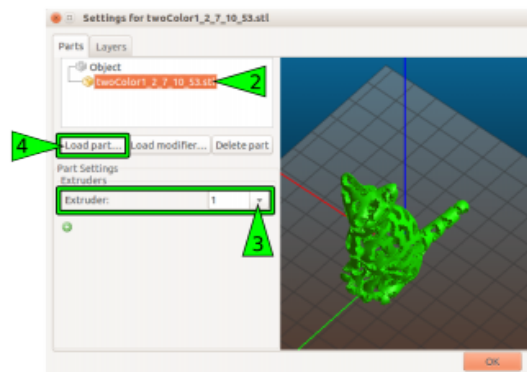 Settings for twoColor1_2_7_10_53.stl
Parts Layers
Object
twoColor1_2_7_10_53.stl
2
4
Load part... Load modifier... Delete part
Part Settings
Extruders
Extruder: 1
3
OK